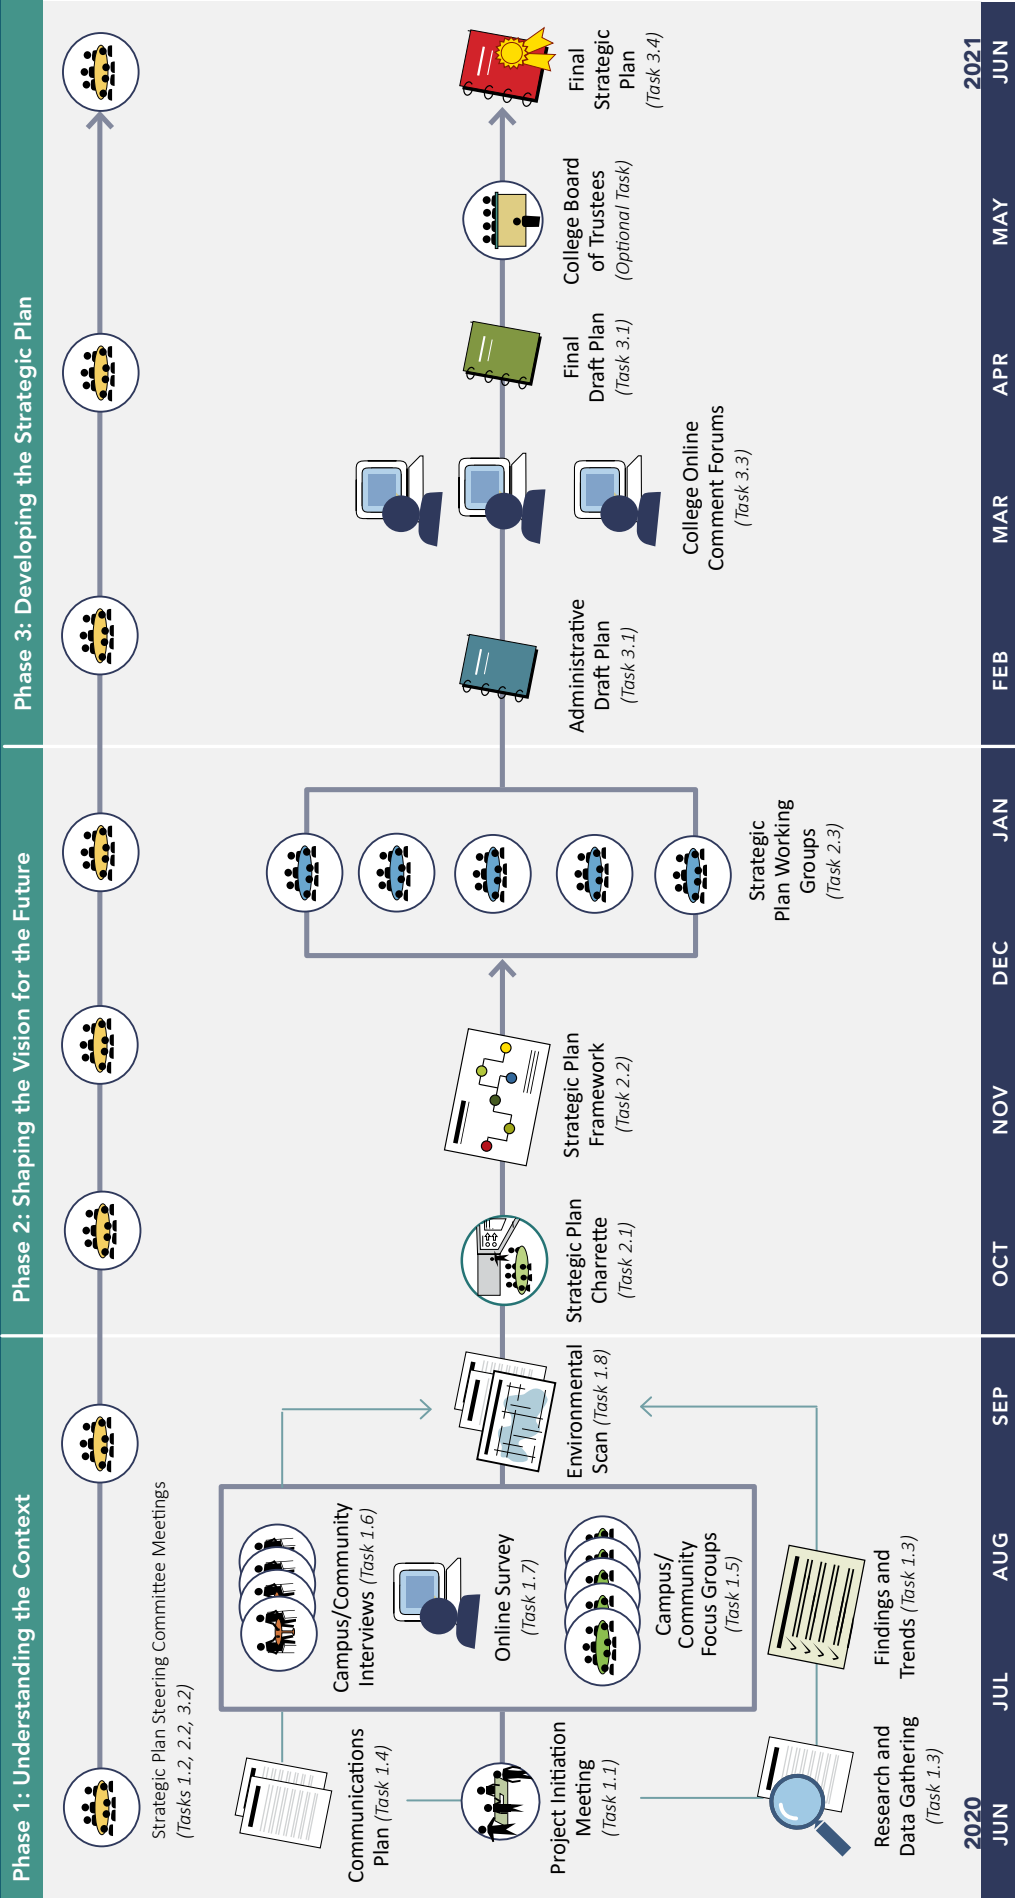 Phase 1: Understanding the Context
Phase 2: Shaping the Vision for the Future
Phase 3: Developing the Strategic Plan
Strategic Plan Steering Committee Meetings
(Tasks 1.2, 2.2, 3.2)
Communications
Plan (Task 1.4)
Project Initiation
Meeting
(Task 1.1)
Research and
Data Gathering
(Task 1.3)
Campus/Community
Interviews (Task 1.6)
Online Survey
(Task 1.7)
Campus/
Community
Focus Groups
(Task 1.5)
Findings and
Trends (Task 1.3)
Environmental
Scan (Task 1.8)
Strategic Plan
Charrette
(Task 2.1)
Strategic Plan
Framework
(Task 2.2)
Strategic
Plan Working
Groups
(Task 2.3)
Administrative
Draft Plan
(Task 3.1)
College Online
Comment Forums
(Task 3.3)
Final
Draft Plan
(Task 3.1)
College Board
of Trustees
(Optional Task)
Final
Strategic
Plan
(Task 3.4)
2020
2021
JUN
JUL
AUG
SEP
OCT
NOV
DEC
JAN
FEB
MAR
APR
MAY
JUN